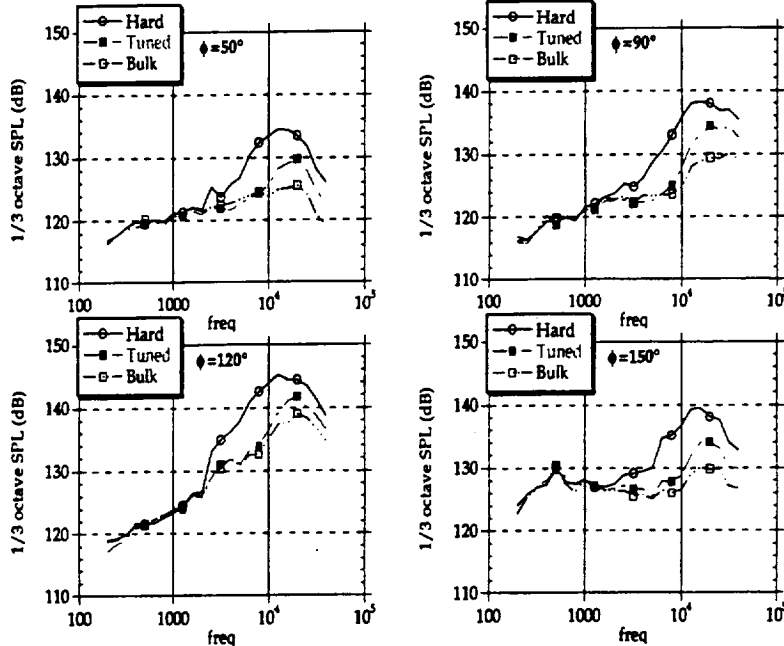 150
Hard
Tuned
Bulk
ϕ=50°
140
130
120
110
1/3 octave SPL (dB)
100
1000
10⁴
10⁵
freq
150
Hard
Tuned
Bulk
ϕ=90°
140
130
120
110
1/3 octave SPL (dB)
100
1000
10⁴
10⁵
freq
150
Hard
Tuned
Bulk
ϕ=120°
140
130
120
110
1/3 octave SPL (dB)
100
1000
10⁴
10⁵
freq
150
Hard
Tuned
Bulk
ϕ=150°
140
130
120
110
1/3 octave SPL (dB)
100
1000
10⁴
freq